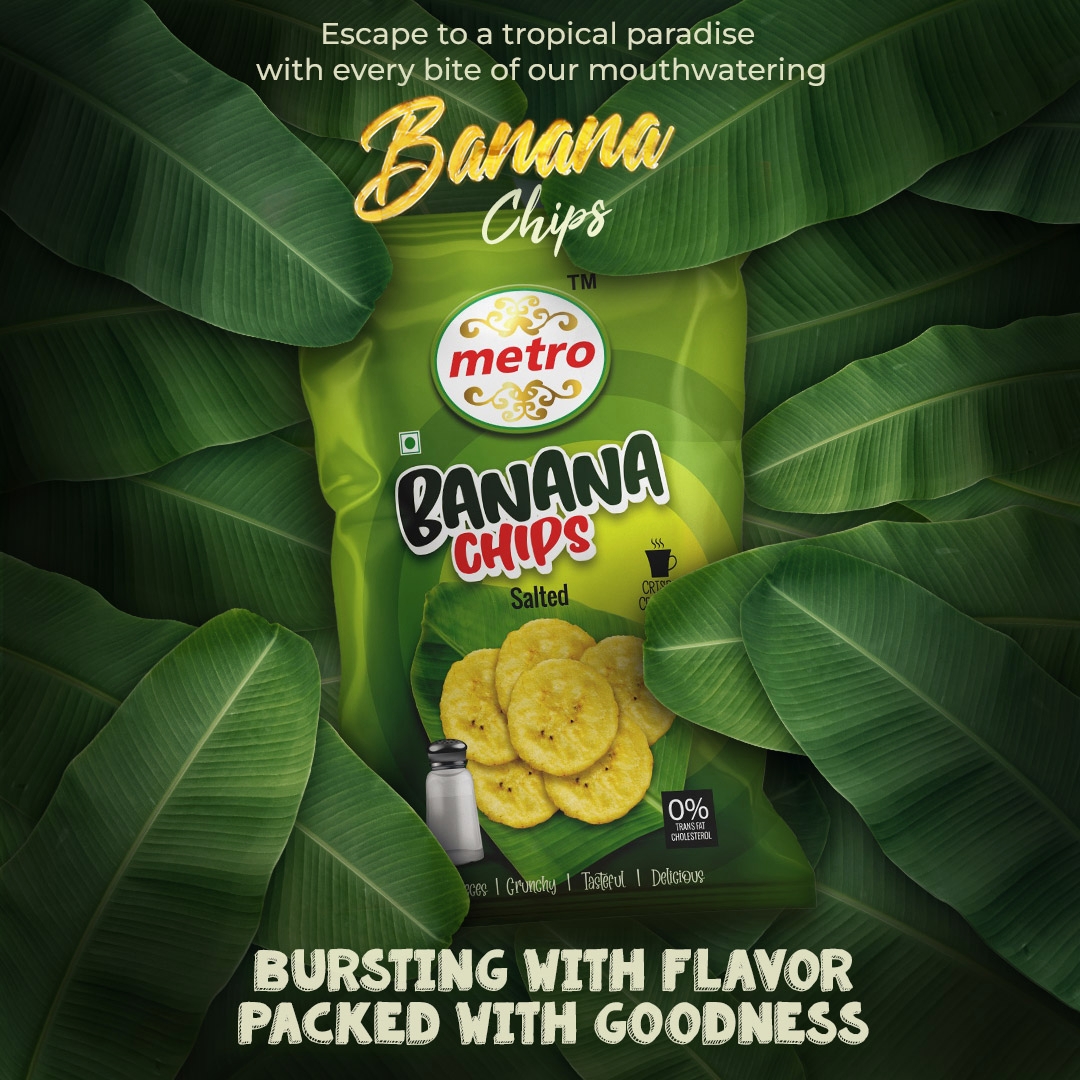 Escape to a tropical paradise
with every bite of our mouthwatering
Banana
Chips
TM
metro
BANANA
CHIPS
Salted
0%
TRANS FAT
CHOLESTEROL
| Crunchy | Tasteful | Delicious
BURSTING WITH FLAVOR
PACKED WITH GOODNESS